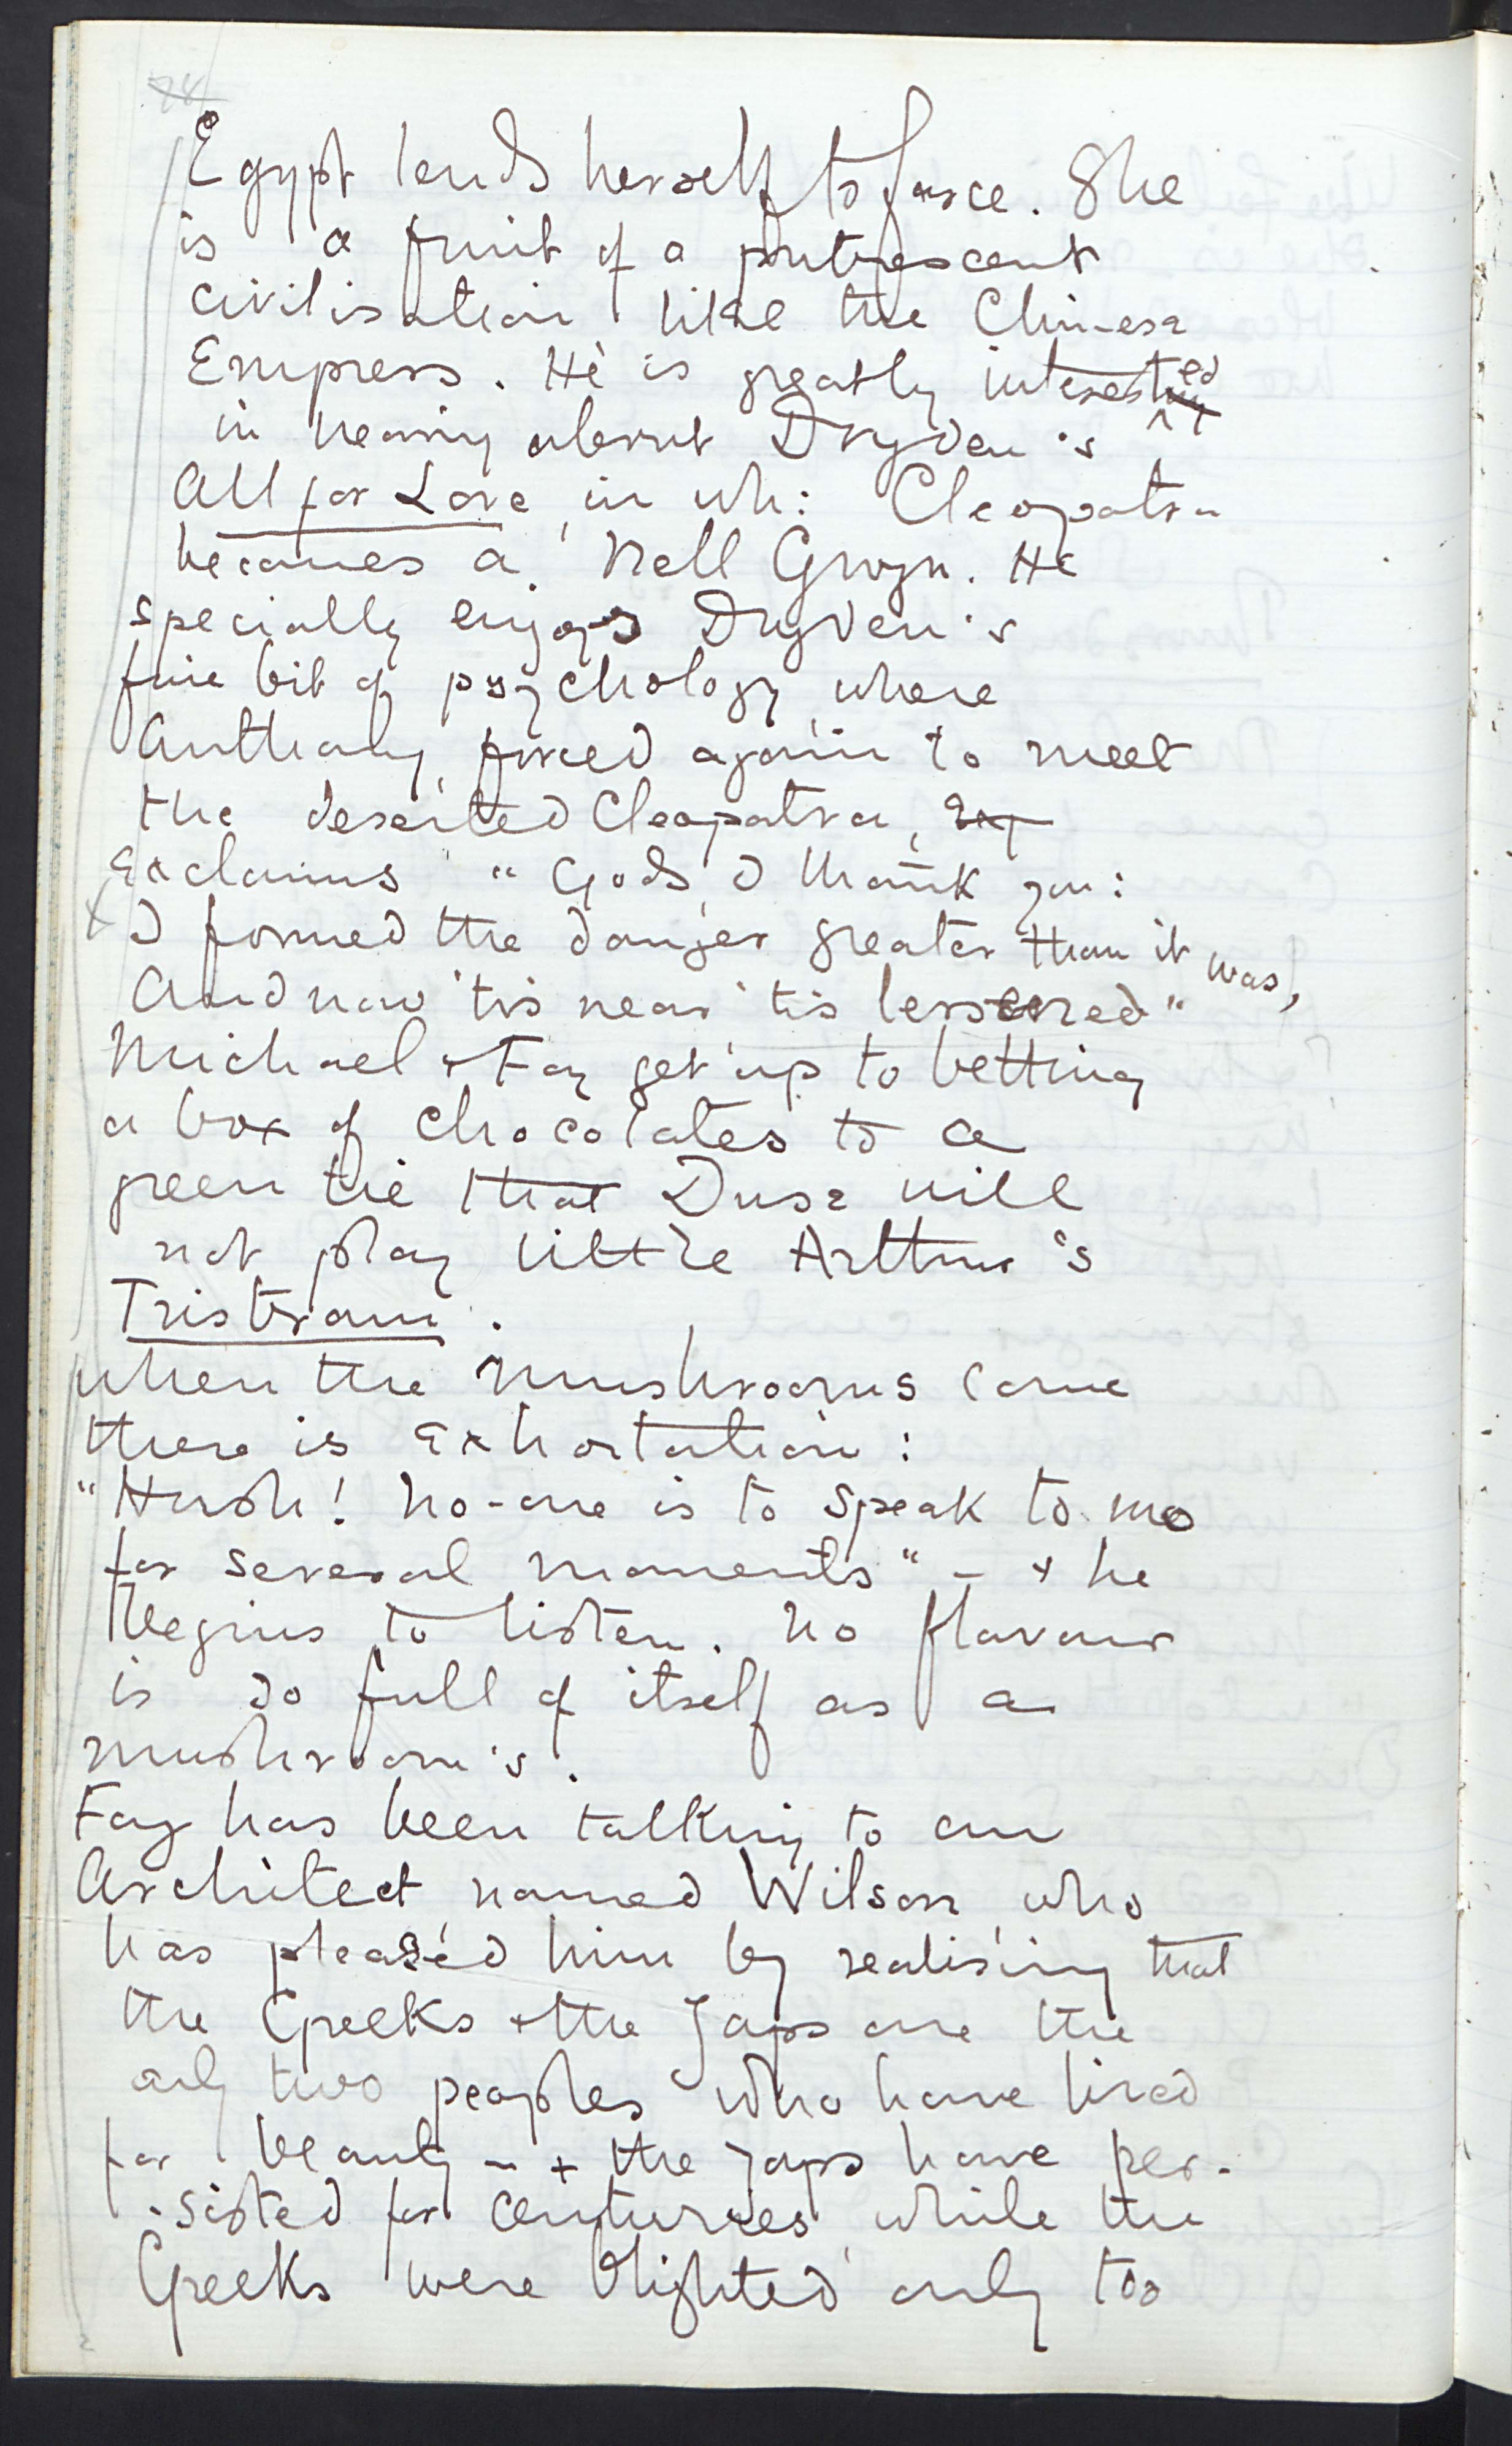 Egypt lends herself to farce. She
is a fruit of a putrescent
civilisation like the Chinese
Empress. He is greatly interested
in hearing about Dryden's
All for Love, in wh: Cleopatra
becomes a Nell Gwyn. He
specially enjoys Dryden's
fine bit of psychology, where
Anthony, forced again to meet
the deserted Cleopatra, Exp
exclaims "Gods, I thank you:
x I formed the danger greater than it was,
And now 'tis near 'tis lessened"
Michael & Fay get up to betting
a box of chocolates to a
green tie that Duse will
not play little Arthur's
Tristram.
When the mushrooms come
there is exhortation:
"Hush! No-one is to speak to me
for several moments" - & he
begins to listen. No flavour
is so full of itself as a
mushroom's.
Fay has been talking to an
Architect named Wilson, who
has pleased him by realising that
the Greeks & the Japs are the
only two peoples who have lived
for beauty - & the Japs have per-
-sisted for centuries, while the
Greeks were blighted only too